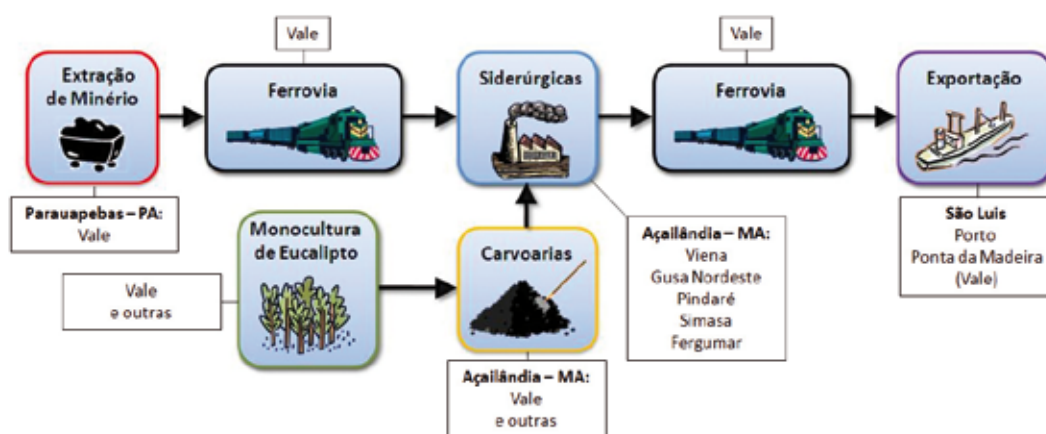 Vale
Vale
Extração
de Minério
Ferrovia
Siderúrgicas
Ferrovia
Exportação
Parauapebas – PA:
Vale
Monocultura
de Eucalipto
Carvoarias
Açailândia – MA:
Viena
Gusa Nordeste
Pindaré
Simasa
Fergumar
São Luis
Porto
Ponta da Madeira
(Vale)
Vale
e outras
Açailândia – MA:
Vale
e outras